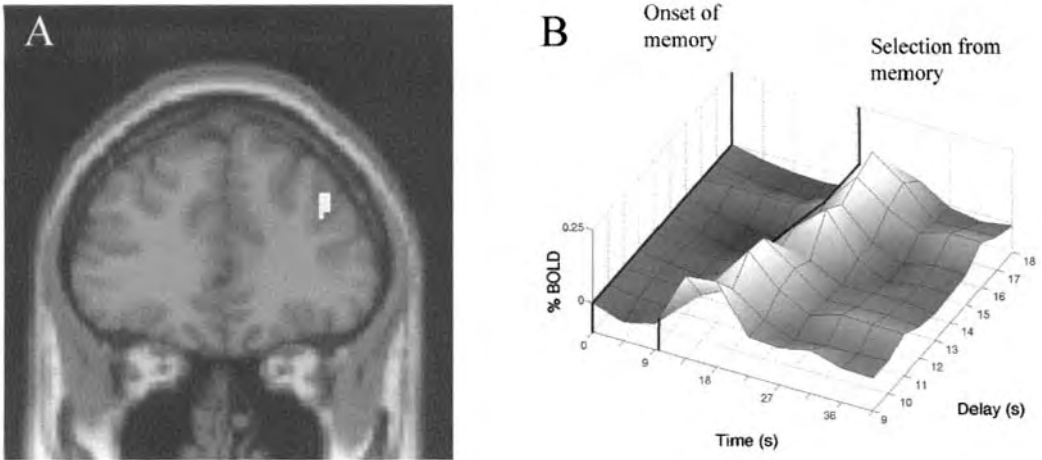 A
B
Onset of
memory
Selection from
memory
0.25
0
% BOLD
0
9
18
27
36
Time (s)
9
10
11
12
13
14
15
16
17
18
Delay (s)